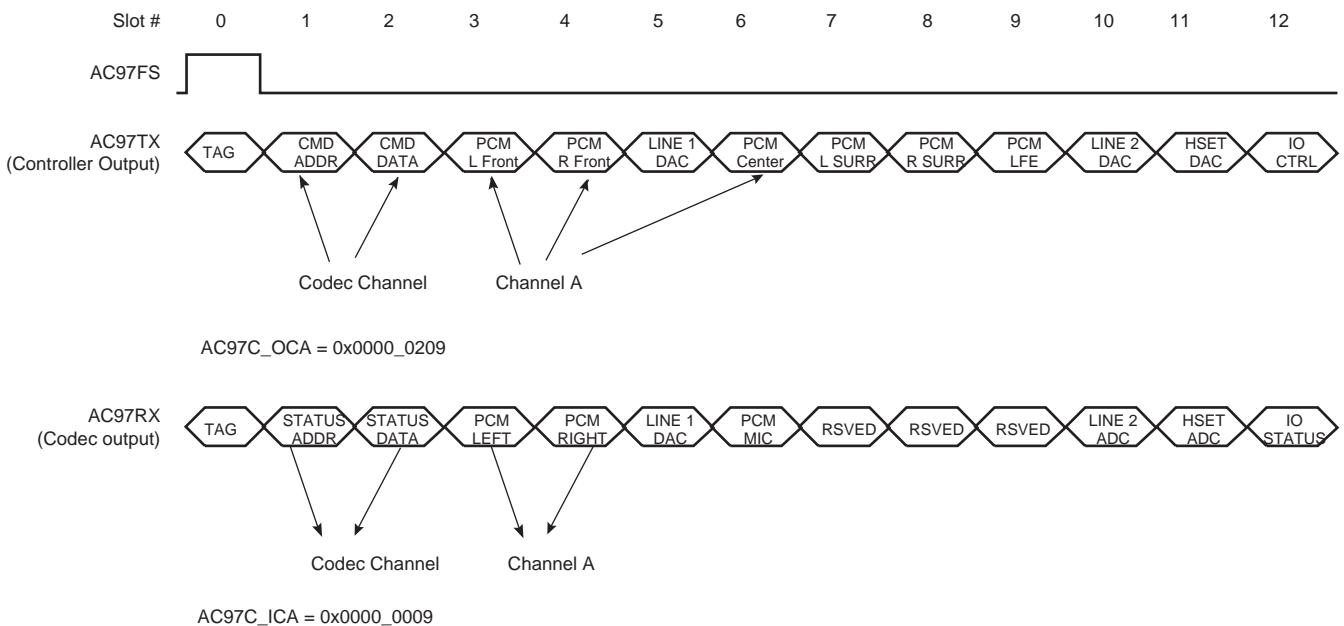 Slot # 0 1 2 3 4 5 6 7 8 9 10 11 12
AC97FS
AC97TX
(Controller Output)
TAG
CMD
ADDR
CMD
DATA
PCM
L Front
PCM
R Front
LINE 1
DAC
PCM
Center
PCM
L SURR
PCM
R SURR
PCM
LFE
LINE 2
DAC
HSET
DAC
IO
CTRL
Codec Channel
Channel A
AC97C_OCA = 0x0000_0209
AC97RX
(Codec output)
TAG
STATUS
ADDR
STATUS
DATA
PCM
LEFT
PCM
RIGHT
LINE 1
DAC
PCM
MIC
RSVED
RSVED
RSVED
LINE 2
ADC
HSET
ADC
IO
STATUS
Codec Channel
Channel A
AC97C_ICA = 0x0000_0009